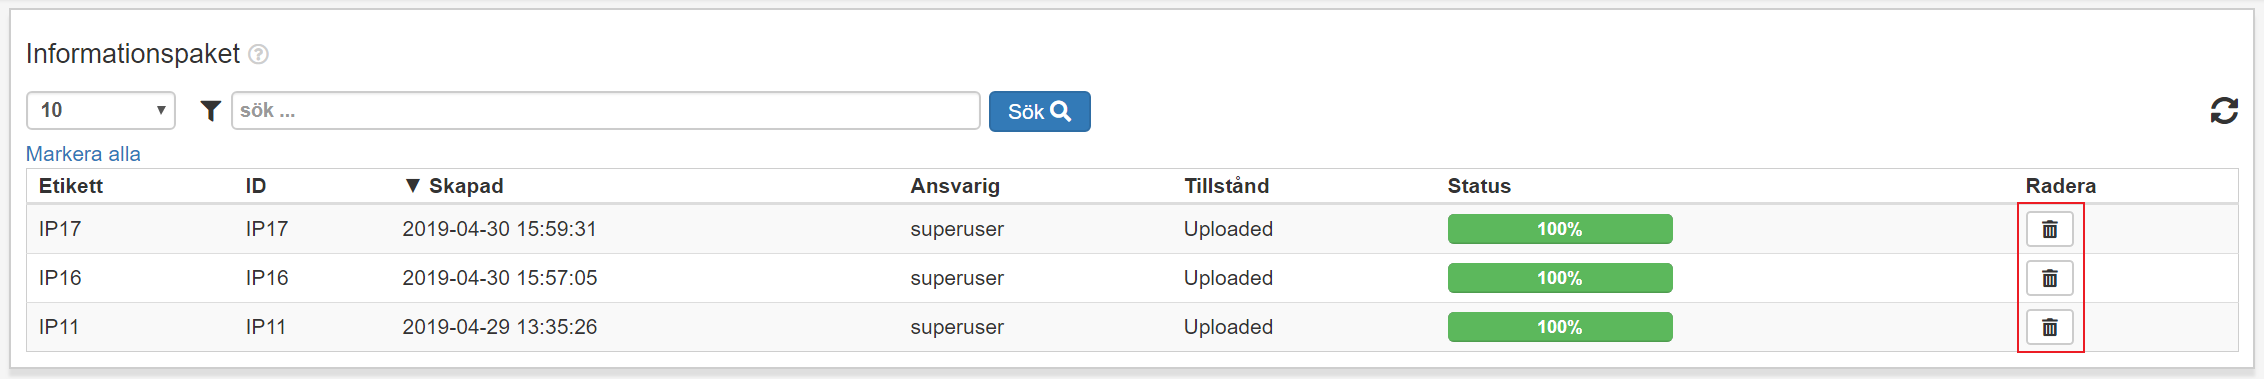 Informationspaket
10 sök ... Sök
Markera alla
Etikett ID ▼ Skapad Ansvarig Tillstånd Status Radera
IP17 IP17 2019-04-30 15:59:31 superuser Uploaded 100%
IP16 IP16 2019-04-30 15:57:05 superuser Uploaded 100%
IP11 IP11 2019-04-29 13:35:26 superuser Uploaded 100%